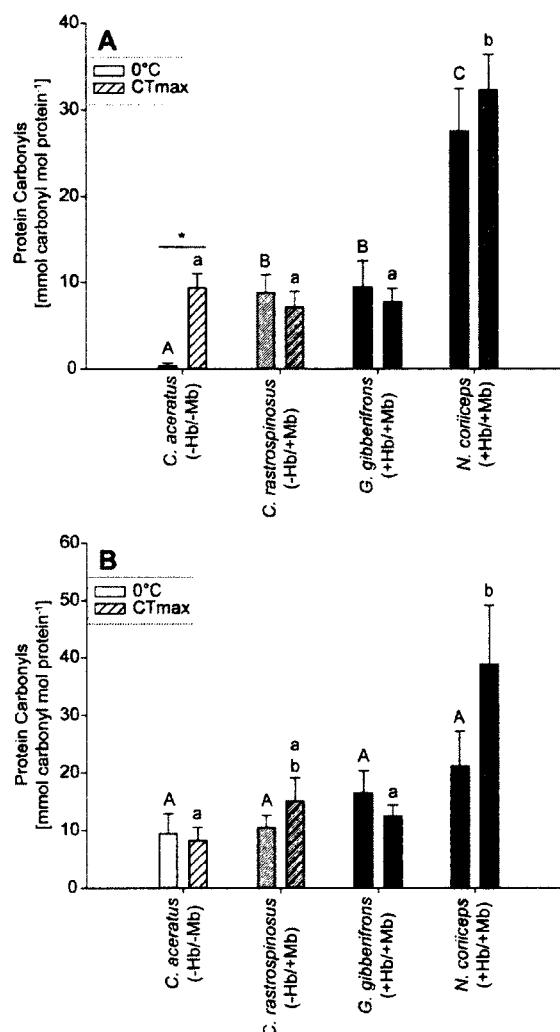 A
0°C
CTmax
Protein Carbonyls
[mmol carbonyl mol protein⁻¹]
40
30
20
10
0
*
A
a
B
a
B
a
C
b
C. aceratus
(-Hb/-Mb)
C. rastrospinosus
(-Hb/+Mb)
G. gibberifrons
(+Hb/+Mb)
N. coriiceps
(+Hb/+Mb)
B
0°C
CTmax
Protein Carbonyls
[mmol carbonyl mol protein⁻¹]
60
50
40
30
20
10
0
A
a
A
a
b
A
a
A
b
C. aceratus
(-Hb/-Mb)
C. rastrospinosus
(-Hb/+Mb)
G. gibberifrons
(+Hb/+Mb)
N. coriiceps
(+Hb/+Mb)